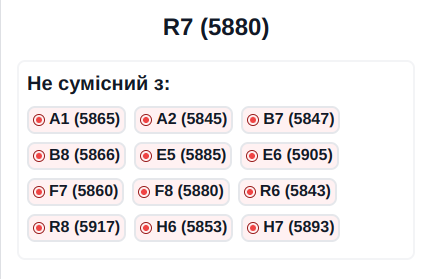 R7 (5880)
Не сумісний з:
A1 (5865) A2 (5845) B7 (5847)
B8 (5866) E5 (5885) E6 (5905)
F7 (5860) F8 (5880) R6 (5843)
R8 (5917) H6 (5853) H7 (5893)